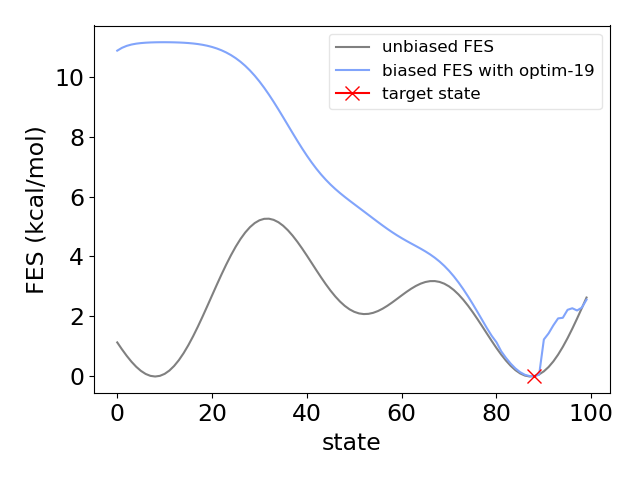 unbiased FES
biased FES with optim-19
target state
FES (kcal/mol)
10
8
6
4
2
0
0
20
40
60
80
100
state